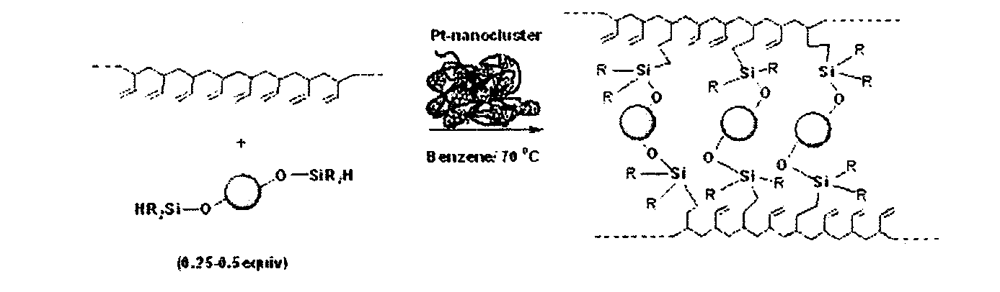 Pt-nanocluster
Benzene/ 70 °C
+
O—SiR2H
HR2Si—O
(0.25-0.5 equiv)
R Si R Si R Si R
R R R
O O O
O O O
R Si R Si R Si R
R R